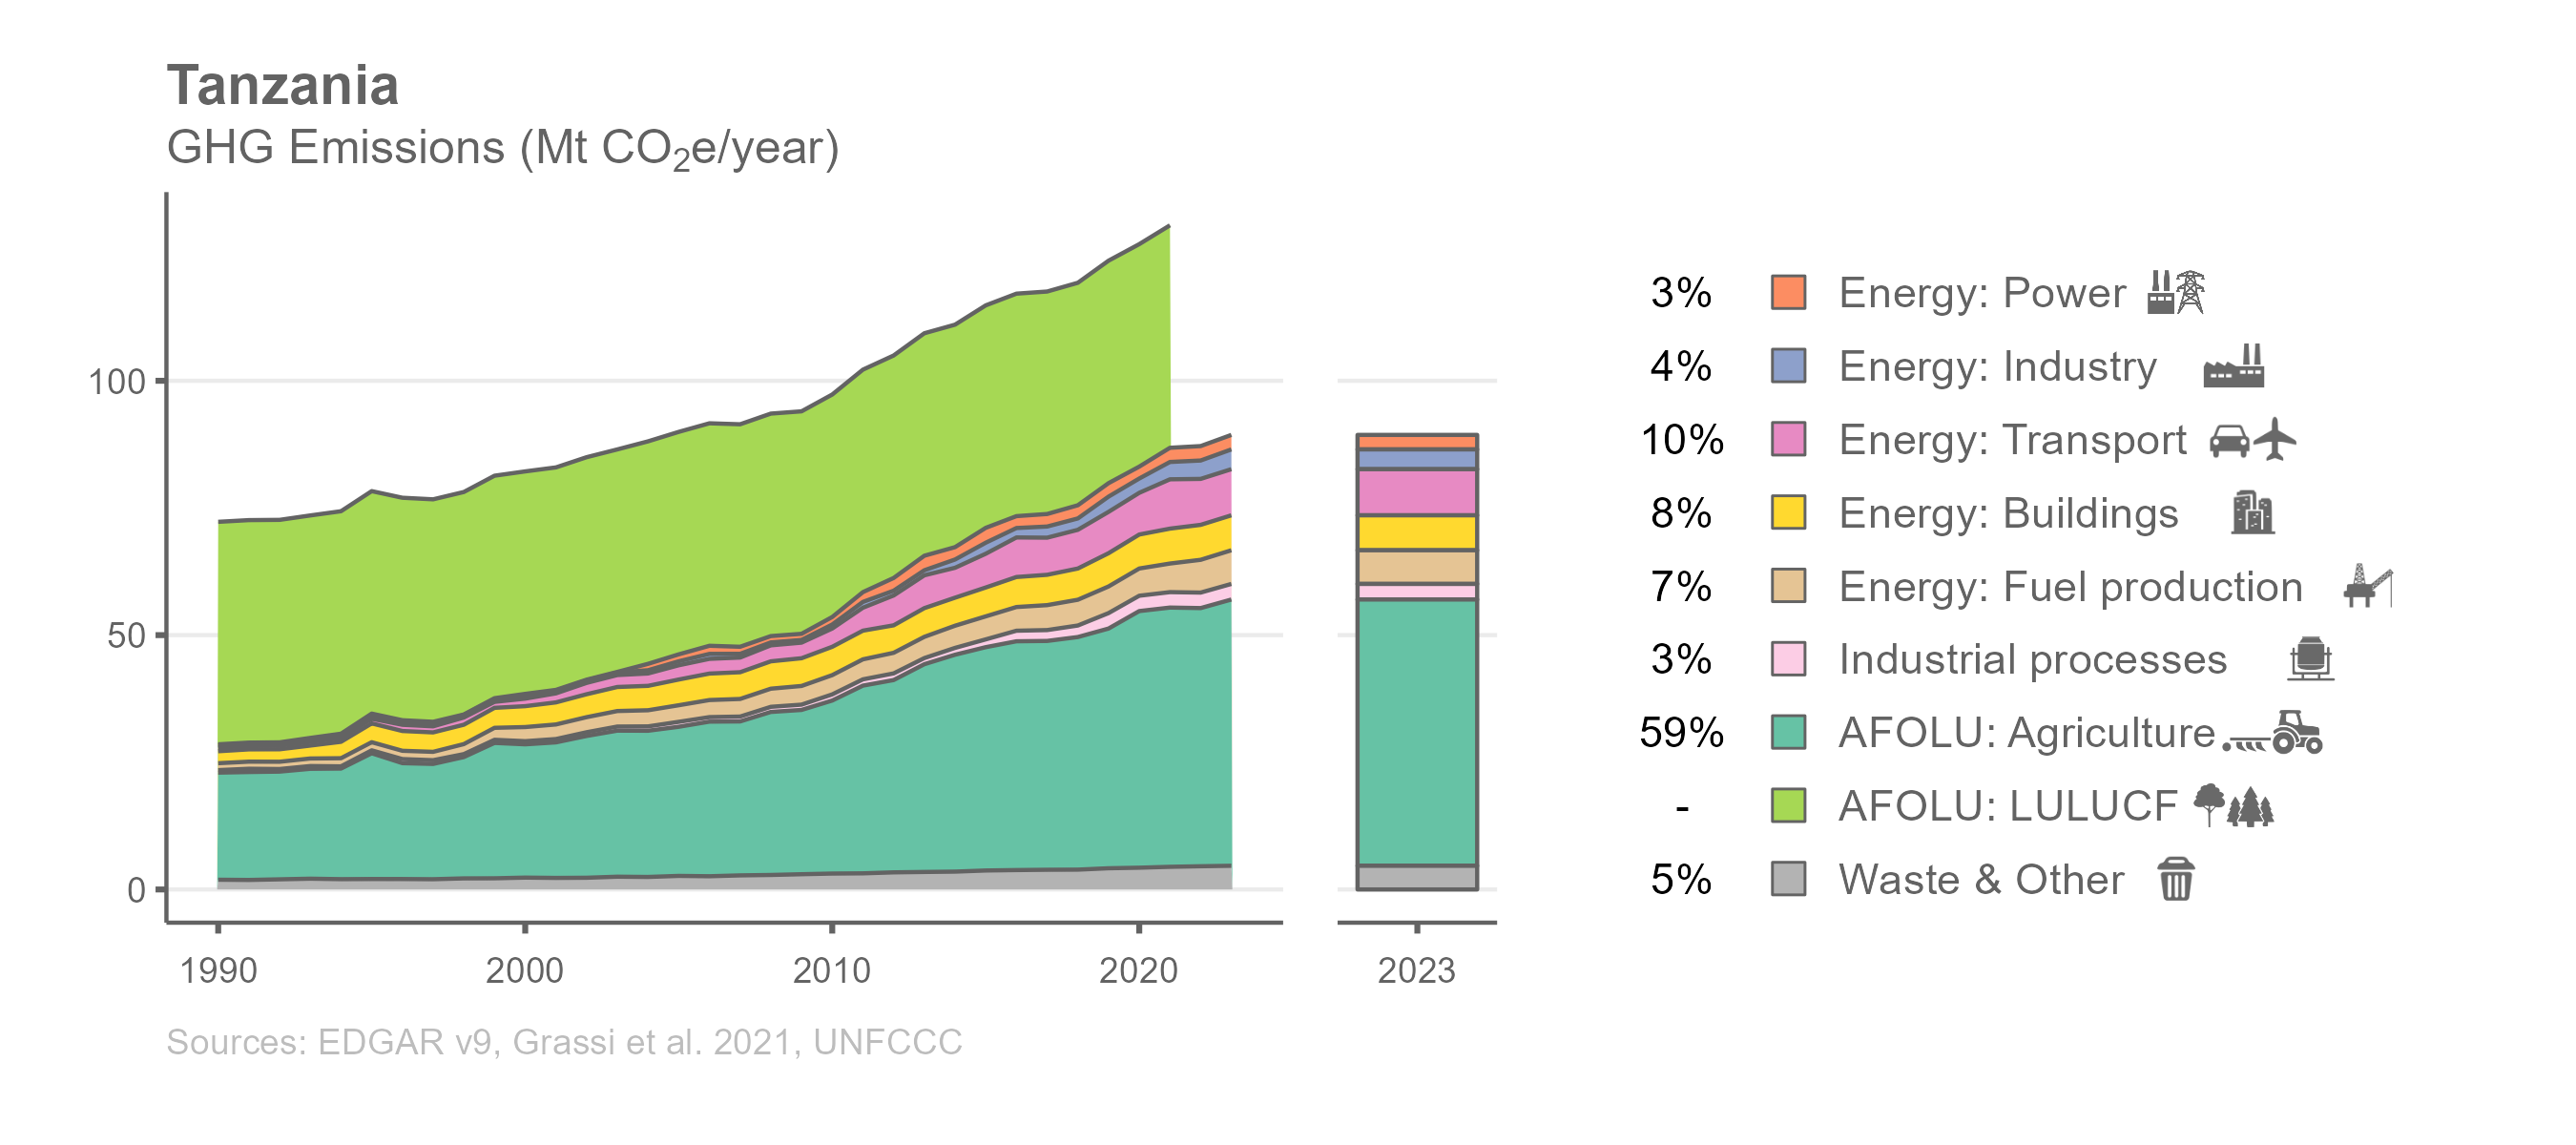 Tanzania
GHG Emissions (Mt CO₂e/year)
100
50
0
1990
2000
2010
2020
2023
3% Energy: Power
4% Energy: Industry
10% Energy: Transport
8% Energy: Buildings
7% Energy: Fuel production
3% Industrial processes
59% AFOLU: Agriculture
- AFOLU: LULUCF
5% Waste & Other
Sources: EDGAR v9, Grassi et al. 2021, UNFCCC